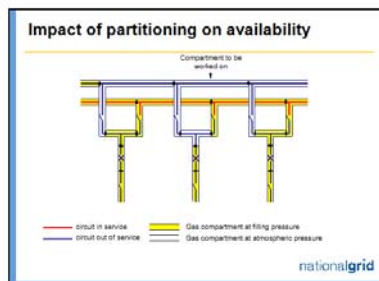 Impact of partitioning on availability
Compartment to be
worked on
circuit in service
Gas compartment at filling pressure
circuit out of service
Gas compartment at atmospheric pressure
nationalgrid